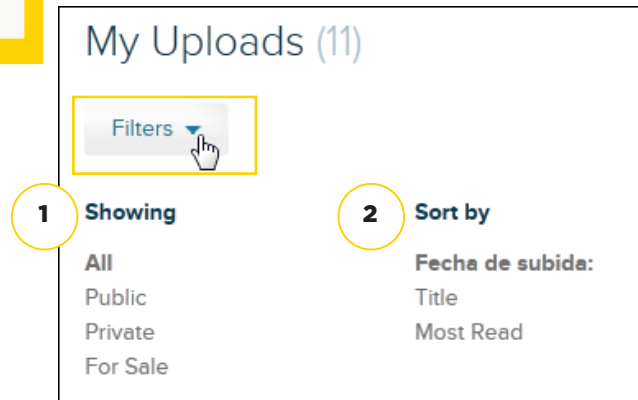 My Uploads (11)
Filters
1 Showing
All
Public
Private
For Sale
2 Sort by
Fecha de subida:
Title
Most Read